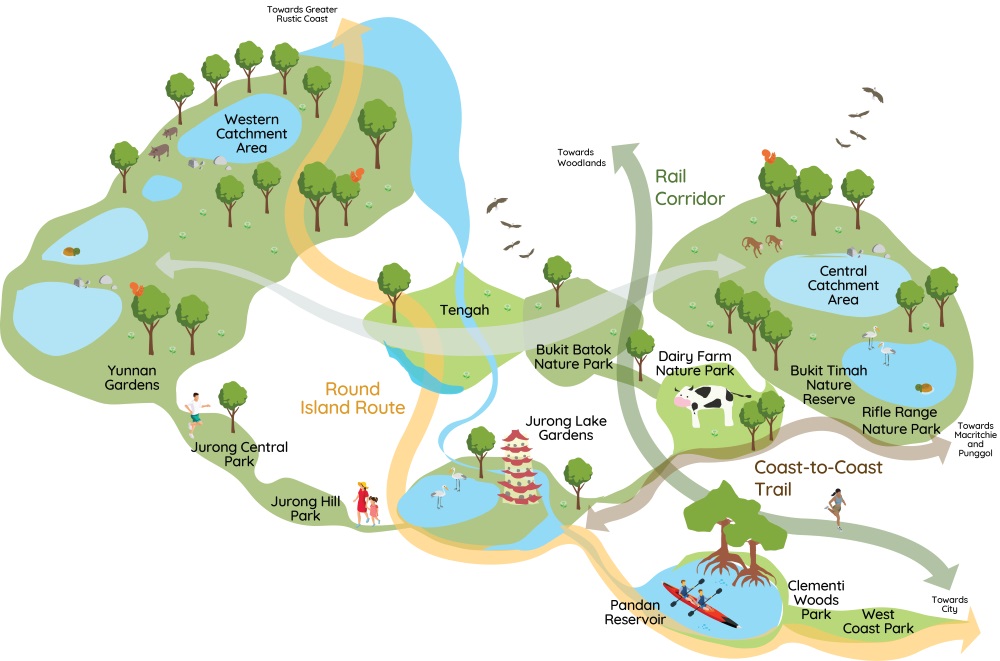 Towards Greater
Rustic Coast
Western
Catchment
Area
Towards
Woodlands
Rail
Corridor
Central
Catchment
Area
Tengah
Yunnan
Gardens
Bukit Batok
Nature Park
Dairy Farm
Nature Park
Bukit Timah
Nature
Reserve
Round
Island Route
Rifle Range
Nature Park
Jurong Lake
Gardens
Towards
Macritchie
and
Punggol
Jurong Central
Park
Coast-to-Coast
Trail
Jurong Hill
Park
Pandan
Reservoir
Clementi
Woods
Park
West
Coast Park
Towards
City